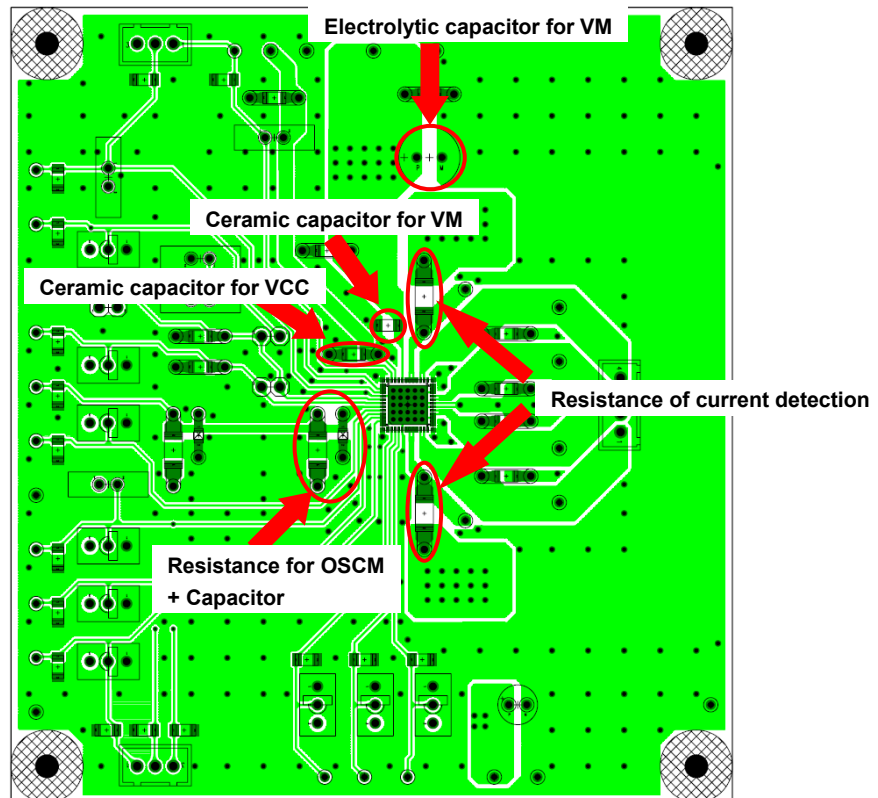 Electrolytic capacitor for VM
Ceramic capacitor for VM
Ceramic capacitor for VCC
Resistance of current detection
Resistance for OSCM
+ Capacitor